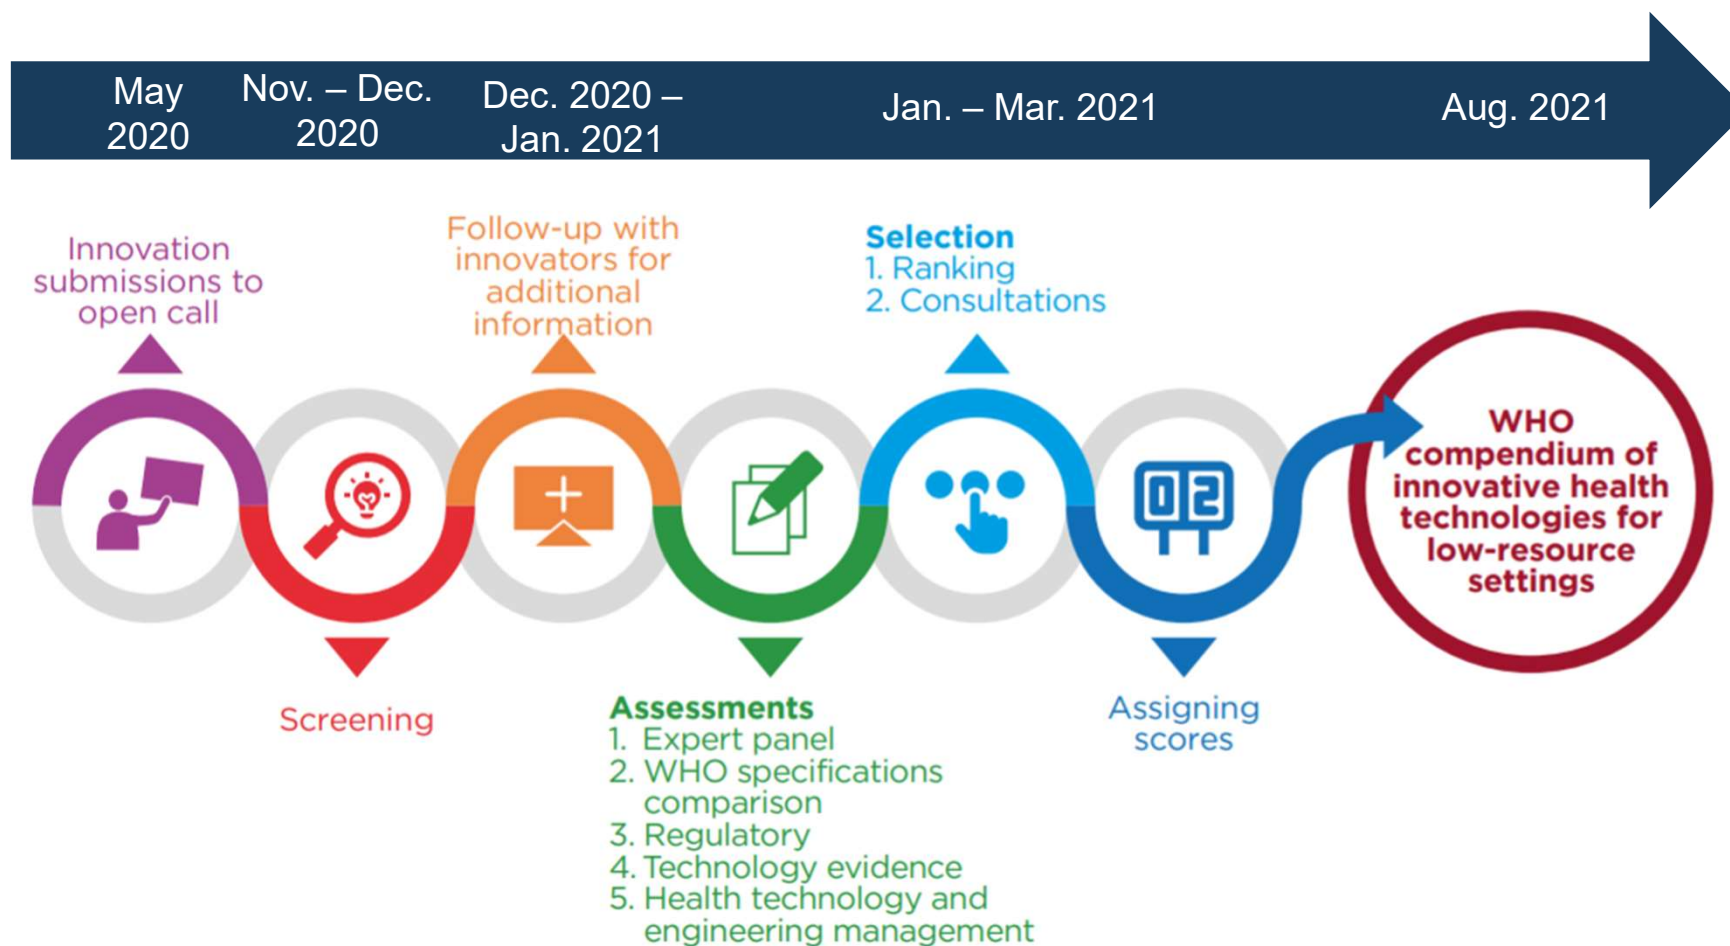 May
2020
Nov. – Dec.
2020
Dec. 2020 –
Jan. 2021
Jan. – Mar. 2021
Aug. 2021
Innovation
submissions to
open call
Follow-up with
innovators for
additional
information
Selection
1. Ranking
2. Consultations
02
WHO
compendium of
innovative health
technologies for
low-resource
settings
Screening
Assessments
1. Expert panel
2. WHO specifications
comparison
3. Regulatory
4. Technology evidence
5. Health technology and
engineering management
Assigning
scores